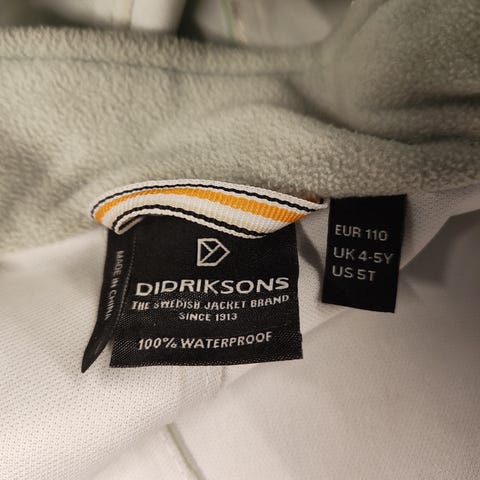 MADE IN CHINA
DIDRIKSONS
THE SWEDISH JACKET BRAND
SINCE 1913
100% WATERPROOF
EUR 110
UK 4-5Y
US 5T